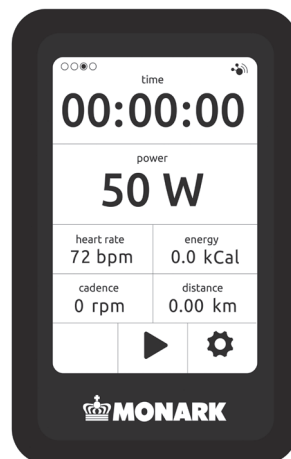 time
00:00:00
power
50 W
heart rate energy
72 bpm 0.0 kCal
cadence distance
0 rpm 0.00 km
MONARK